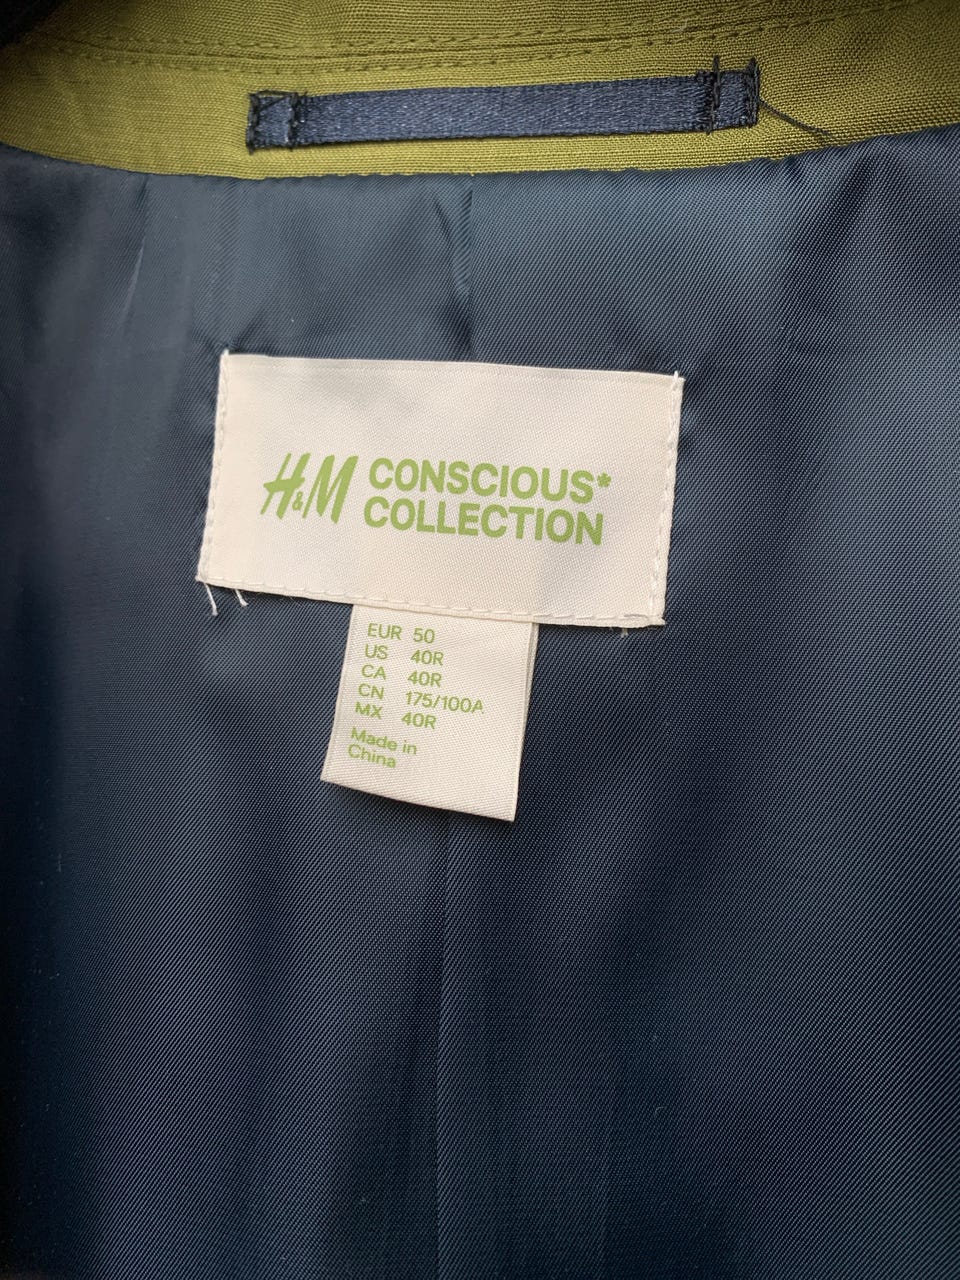 H&M CONSCIOUS*
COLLECTION
EUR 50
US 40R
CA 40R
CN 175/100A
MX 40R
Made in
China